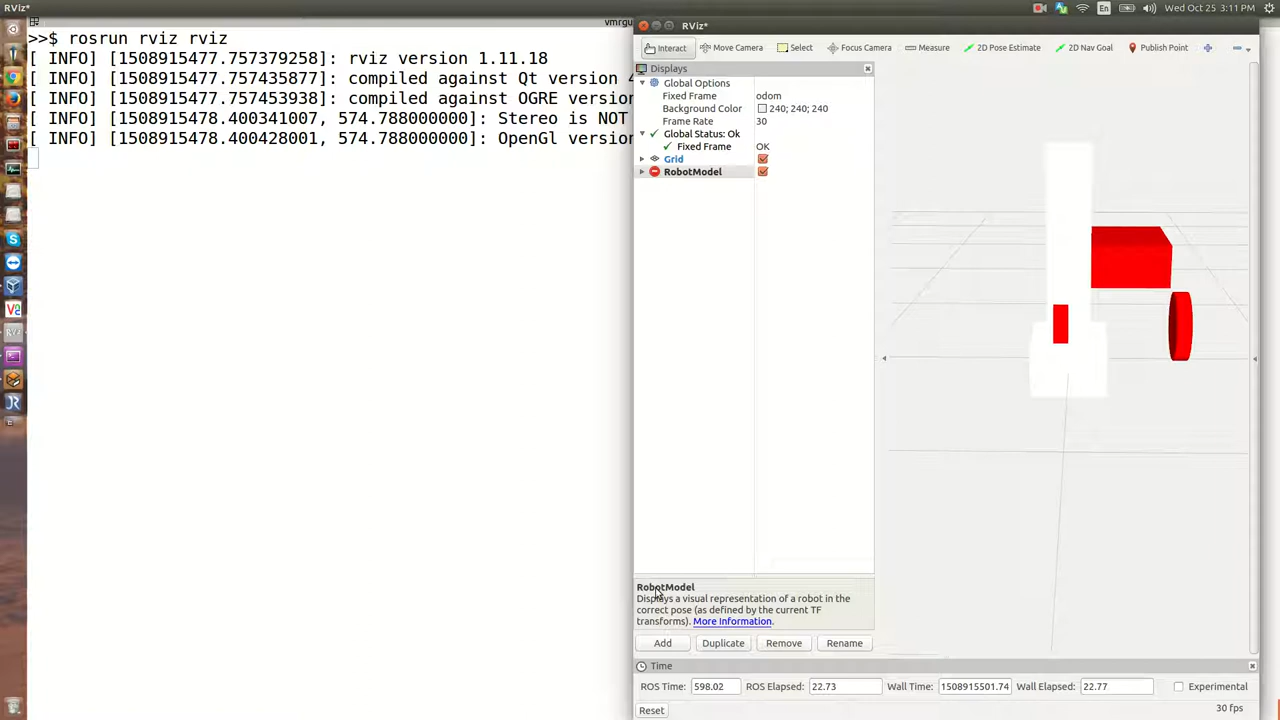 RViz*
En
Wed Oct 25 3:11 PM
vmrgu
>>$ rosrun rviz rviz
[ INFO] [1508915477.757379258]: rviz version 1.11.18
[ INFO] [1508915477.757435877]: compiled against Qt version 4
[ INFO] [1508915477.757453938]: compiled against OGRE version
[ INFO] [1508915478.400341007, 574.788000000]: Stereo is NOT
[ INFO] [1508915478.400428001, 574.788000000]: OpenGl version
RViz*
Interact Move Camera Select Focus Camera Measure 2D Pose Estimate 2D Nav Goal Publish Point
Displays
Global Options
Fixed Frame odom
Background Color 240; 240; 240
Frame Rate 30
Global Status: Ok
Fixed Frame OK
Grid
RobotModel
RobotModel
Displays a visual representation of a robot in the
correct pose (as defined by the current TF
transforms). More Information.
Add Duplicate Remove Rename
Time
ROS Time: 598.02 ROS Elapsed: 22.73 Wall Time: 1508915501.74 Wall Elapsed: 22.77 Experimental
Reset 30 fps